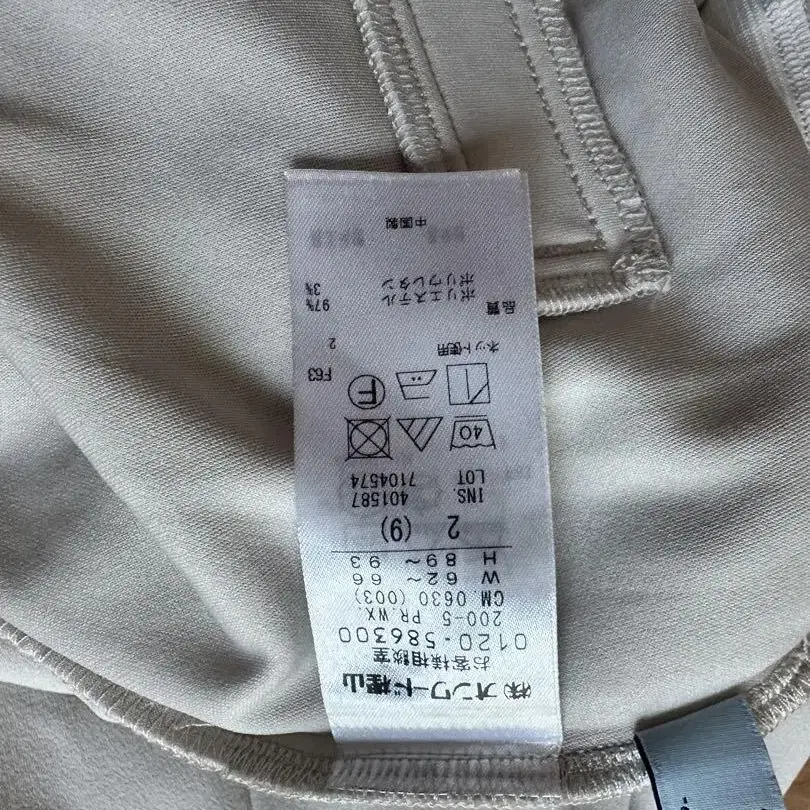 ㈱オンワード樫山
お客様相談室
0120-586300
200-5 PR.WX.
CM 0630 (003)
W 62～66
H 89～93
2 (9)
INS. 401587
LOT 7104574
40
F
F63
ネット使用
2
品質
ポリエステル 97%
ポリウレタン 3%
中国製